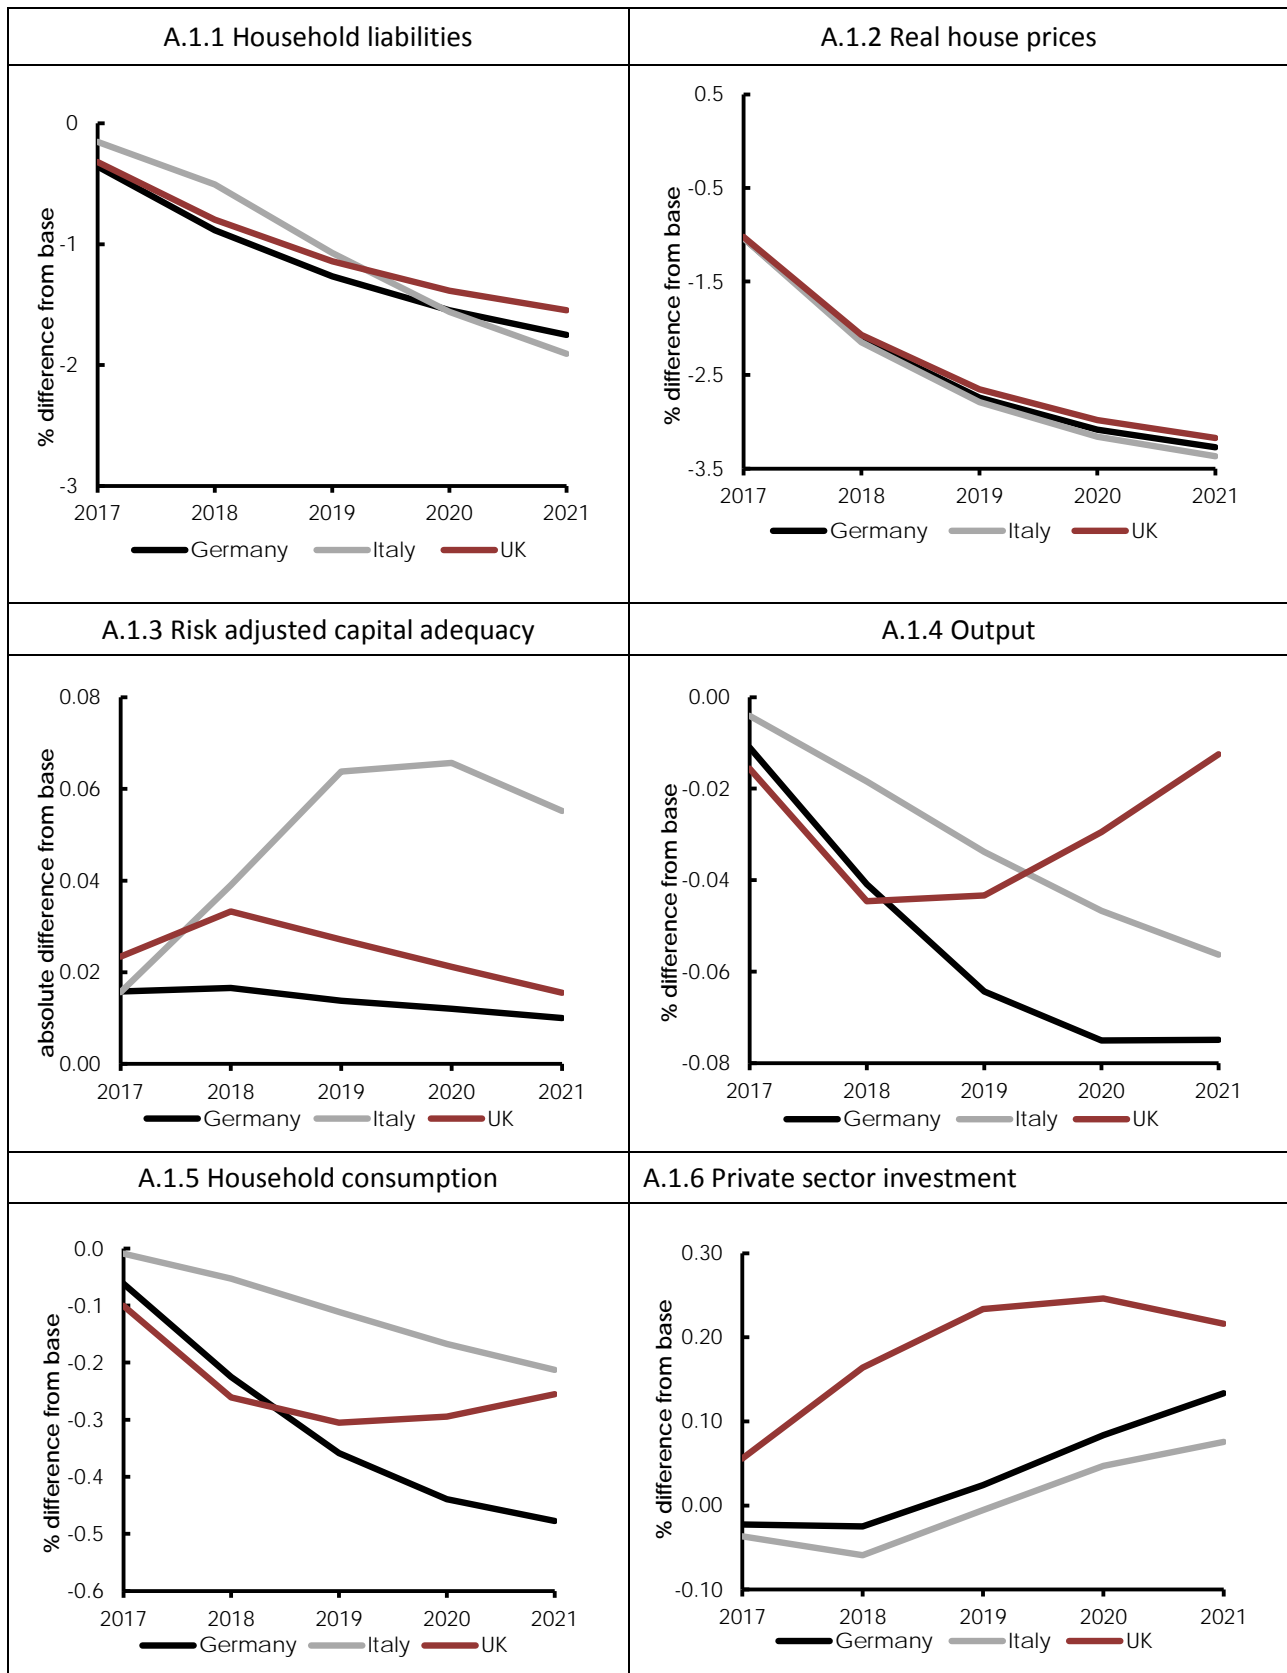 A.1.1 Household liabilities
% difference from base
0
-1
-2
-3
2017 2018 2019 2020 2021
Germany Italy UK
A.1.2 Real house prices
% difference from base
0.5
-0.5
-1.5
-2.5
-3.5
2017 2018 2019 2020 2021
Germany Italy UK
A.1.3 Risk adjusted capital adequacy
absolute difference from base
0.08
0.06
0.04
0.02
0.00
2017 2018 2019 2020 2021
Germany Italy UK
A.1.4 Output
% difference from base
0.00
-0.02
-0.04
-0.06
-0.08
2017 2018 2019 2020 2021
Germany Italy UK
A.1.5 Household consumption
% difference from base
0.0
-0.1
-0.2
-0.3
-0.4
-0.5
-0.6
2017 2018 2019 2020 2021
Germany Italy UK
A.1.6 Private sector investment
% difference from base
0.30
0.20
0.10
0.00
-0.10
2017 2018 2019 2020 2021
Germany Italy UK